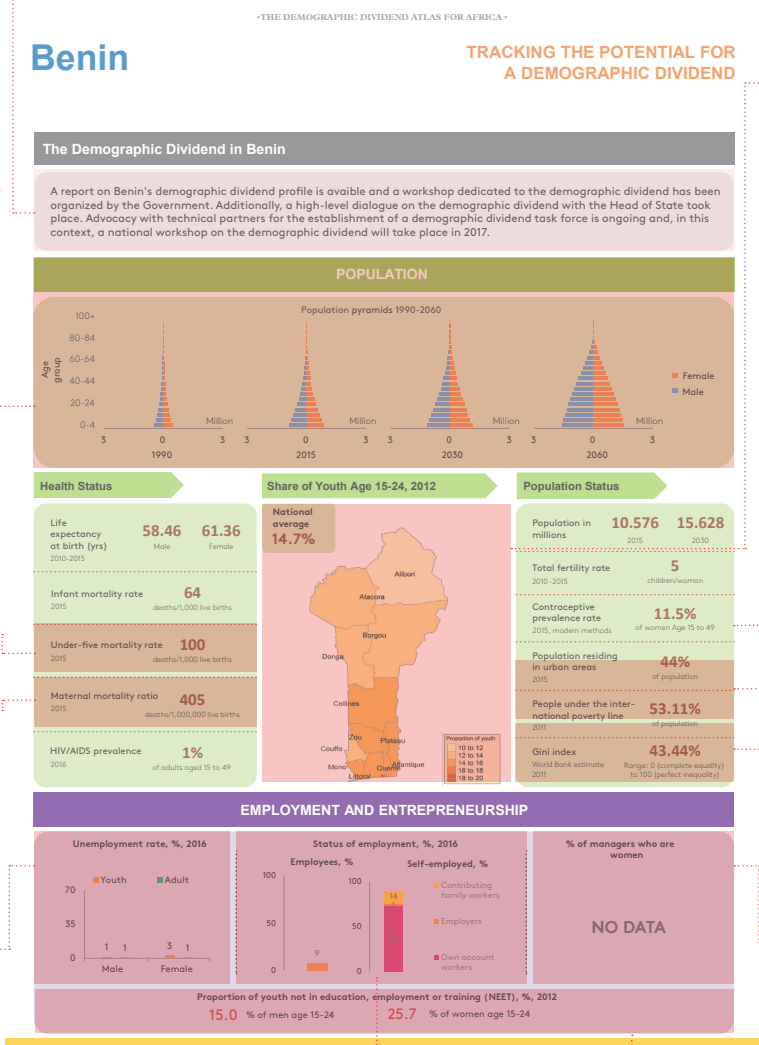 •THE DEMOGRAPHIC DIVIDEND ATLAS FOR AFRICA •
Benin
TRACKING THE POTENTIAL FOR
A DEMOGRAPHIC DIVIDEND
The Demographic Dividend in Benin
A report on Benin's demographic dividend profile is avaible and a workshop dedicated to the demographic dividend has been
organized by the Government. Additionally, a high-level dialogue on the demographic dividend with the Head of State took
place. Advocacy with technical partners for the establishment of a demographic dividend task force is ongoing and, in this
context, a national workshop on the demographic dividend will take place in 2017.
POPULATION
Population pyramids 1990-2060
Age
group
100+
80-84
60-64
40-44
20-24
0-4
Million
3 0 3
1990
Million
3 0 3
2015
Million
3 0 3
2030
Million
3 0 3
2060
Female
Male
Health Status
Life
expectancy
at birth (yrs)
2010-2015
58.46 61.36
Male Female
Infant mortality rate
2015
64
deaths/1,000 live births
Under-five mortality rate
2015
100
deaths/1,000 live births
Maternal mortality ratio
2015
405
deaths/1,000,000 live births
HIV/AIDS prevalence
2016
1%
of adults aged 15 to 49
Share of Youth Age 15-24, 2012
National
average
14.7%
Alibori
Atacora
Borgou
Donga
Collines
Zou
Plateau
Couffo
Mono
Oueme
Atlantique
Littoral
Proportion of youth
10 to 12
12 to 14
14 to 16
16 to 18
18 to 20
Population Status
Population in
millions
10.576 15.628
2015 2030
Total fertility rate
2010 -2015
5
children/woman
Contraceptive
prevalence rate
2015, modern methods
11.5%
of women Age 15 to 49
Population residing
in urban areas
2015
44%
of population
People under the inter-
national poverty line
2011
53.11%
of population
Gini index
World Bank estimate
2011
43.44%
Range: 0 (complete equality)
to 100 (perfect inequality)
EMPLOYMENT AND ENTREPRENEURSHIP
Unemployment rate, %, 2016
Youth Adult
70
35
0
1 1 3 1
Male Female
Status of employment, %, 2016
Employees, %
100
50
0
9
Self-employed, %
100
50
0
14
Contributing
family workers
Employers
Own account
workers
% of managers who are
women
NO DATA
Proportion of youth not in education, employment or training (NEET), %, 2012
15.0 % of men age 15-24 25.7 % of women age 15-24